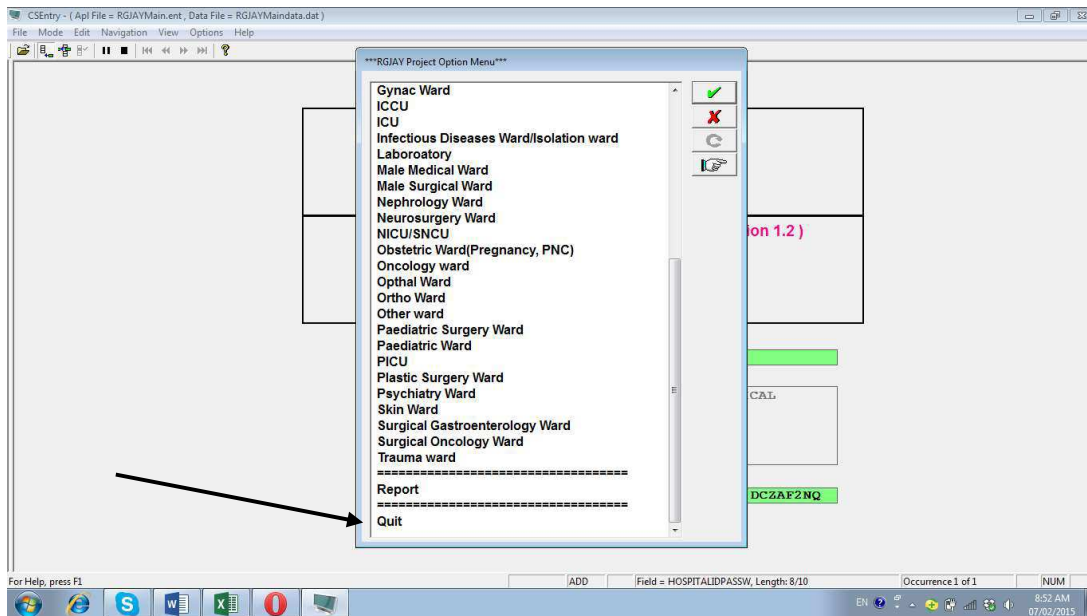 CSEntry - ( Apl File = RGJAYMain.ent , Data File = RGJAYMaindata.dat )
File Mode Edit Navigation View Options Help
***RGJAY Project Option Menu***
Gynac Ward
ICCU
ICU
Infectious Diseases Ward/Isolation ward
Laboroatory
Male Medical Ward
Male Surgical Ward
Nephrology Ward
Neurosurgery Ward
NICU/SNCU
Obstetric Ward(Pregnancy, PNC)
Oncology ward
Opthal Ward
Ortho Ward
Other ward
Paediatric Surgery Ward
Paediatric Ward
PICU
Plastic Surgery Ward
Psychiatry Ward
Skin Ward
Surgical Gastroenterology Ward
Surgical Oncology Ward
Trauma ward
===================================
Report
===================================
Quit
ion 1.2 )
CAL
DCZAF2NQ
For Help, press F1
ADD
Field = HOSPITALIDPASSW, Length: 8/10
Occurrence 1 of 1
NUM
EN
8:52 AM
07/02/2015